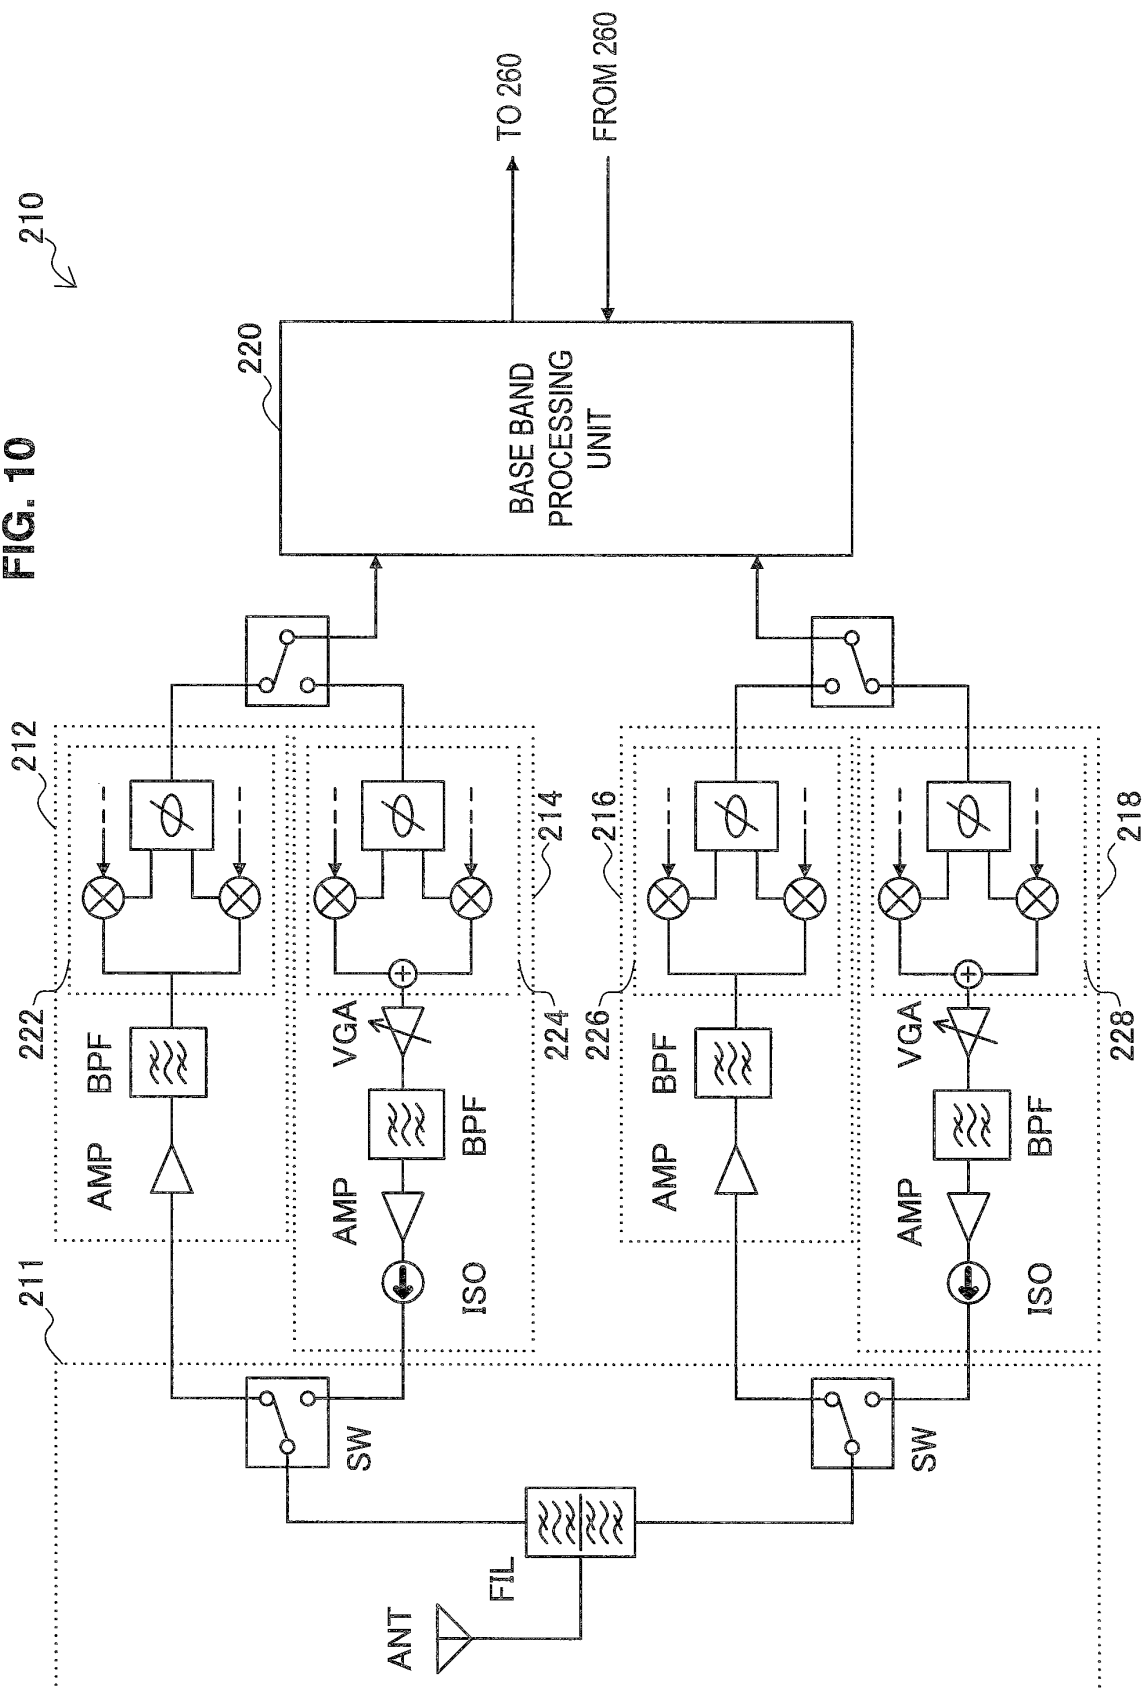 FIG. 10
210
211
212
222
AMP
BPF
214
224
ISO
AMP
BPF
VGA
SW
ANT
FIL
220
BASE BAND
PROCESSING
UNIT
TO 260
FROM 260
216
226
AMP
BPF
218
228
ISO
AMP
BPF
VGA
SW